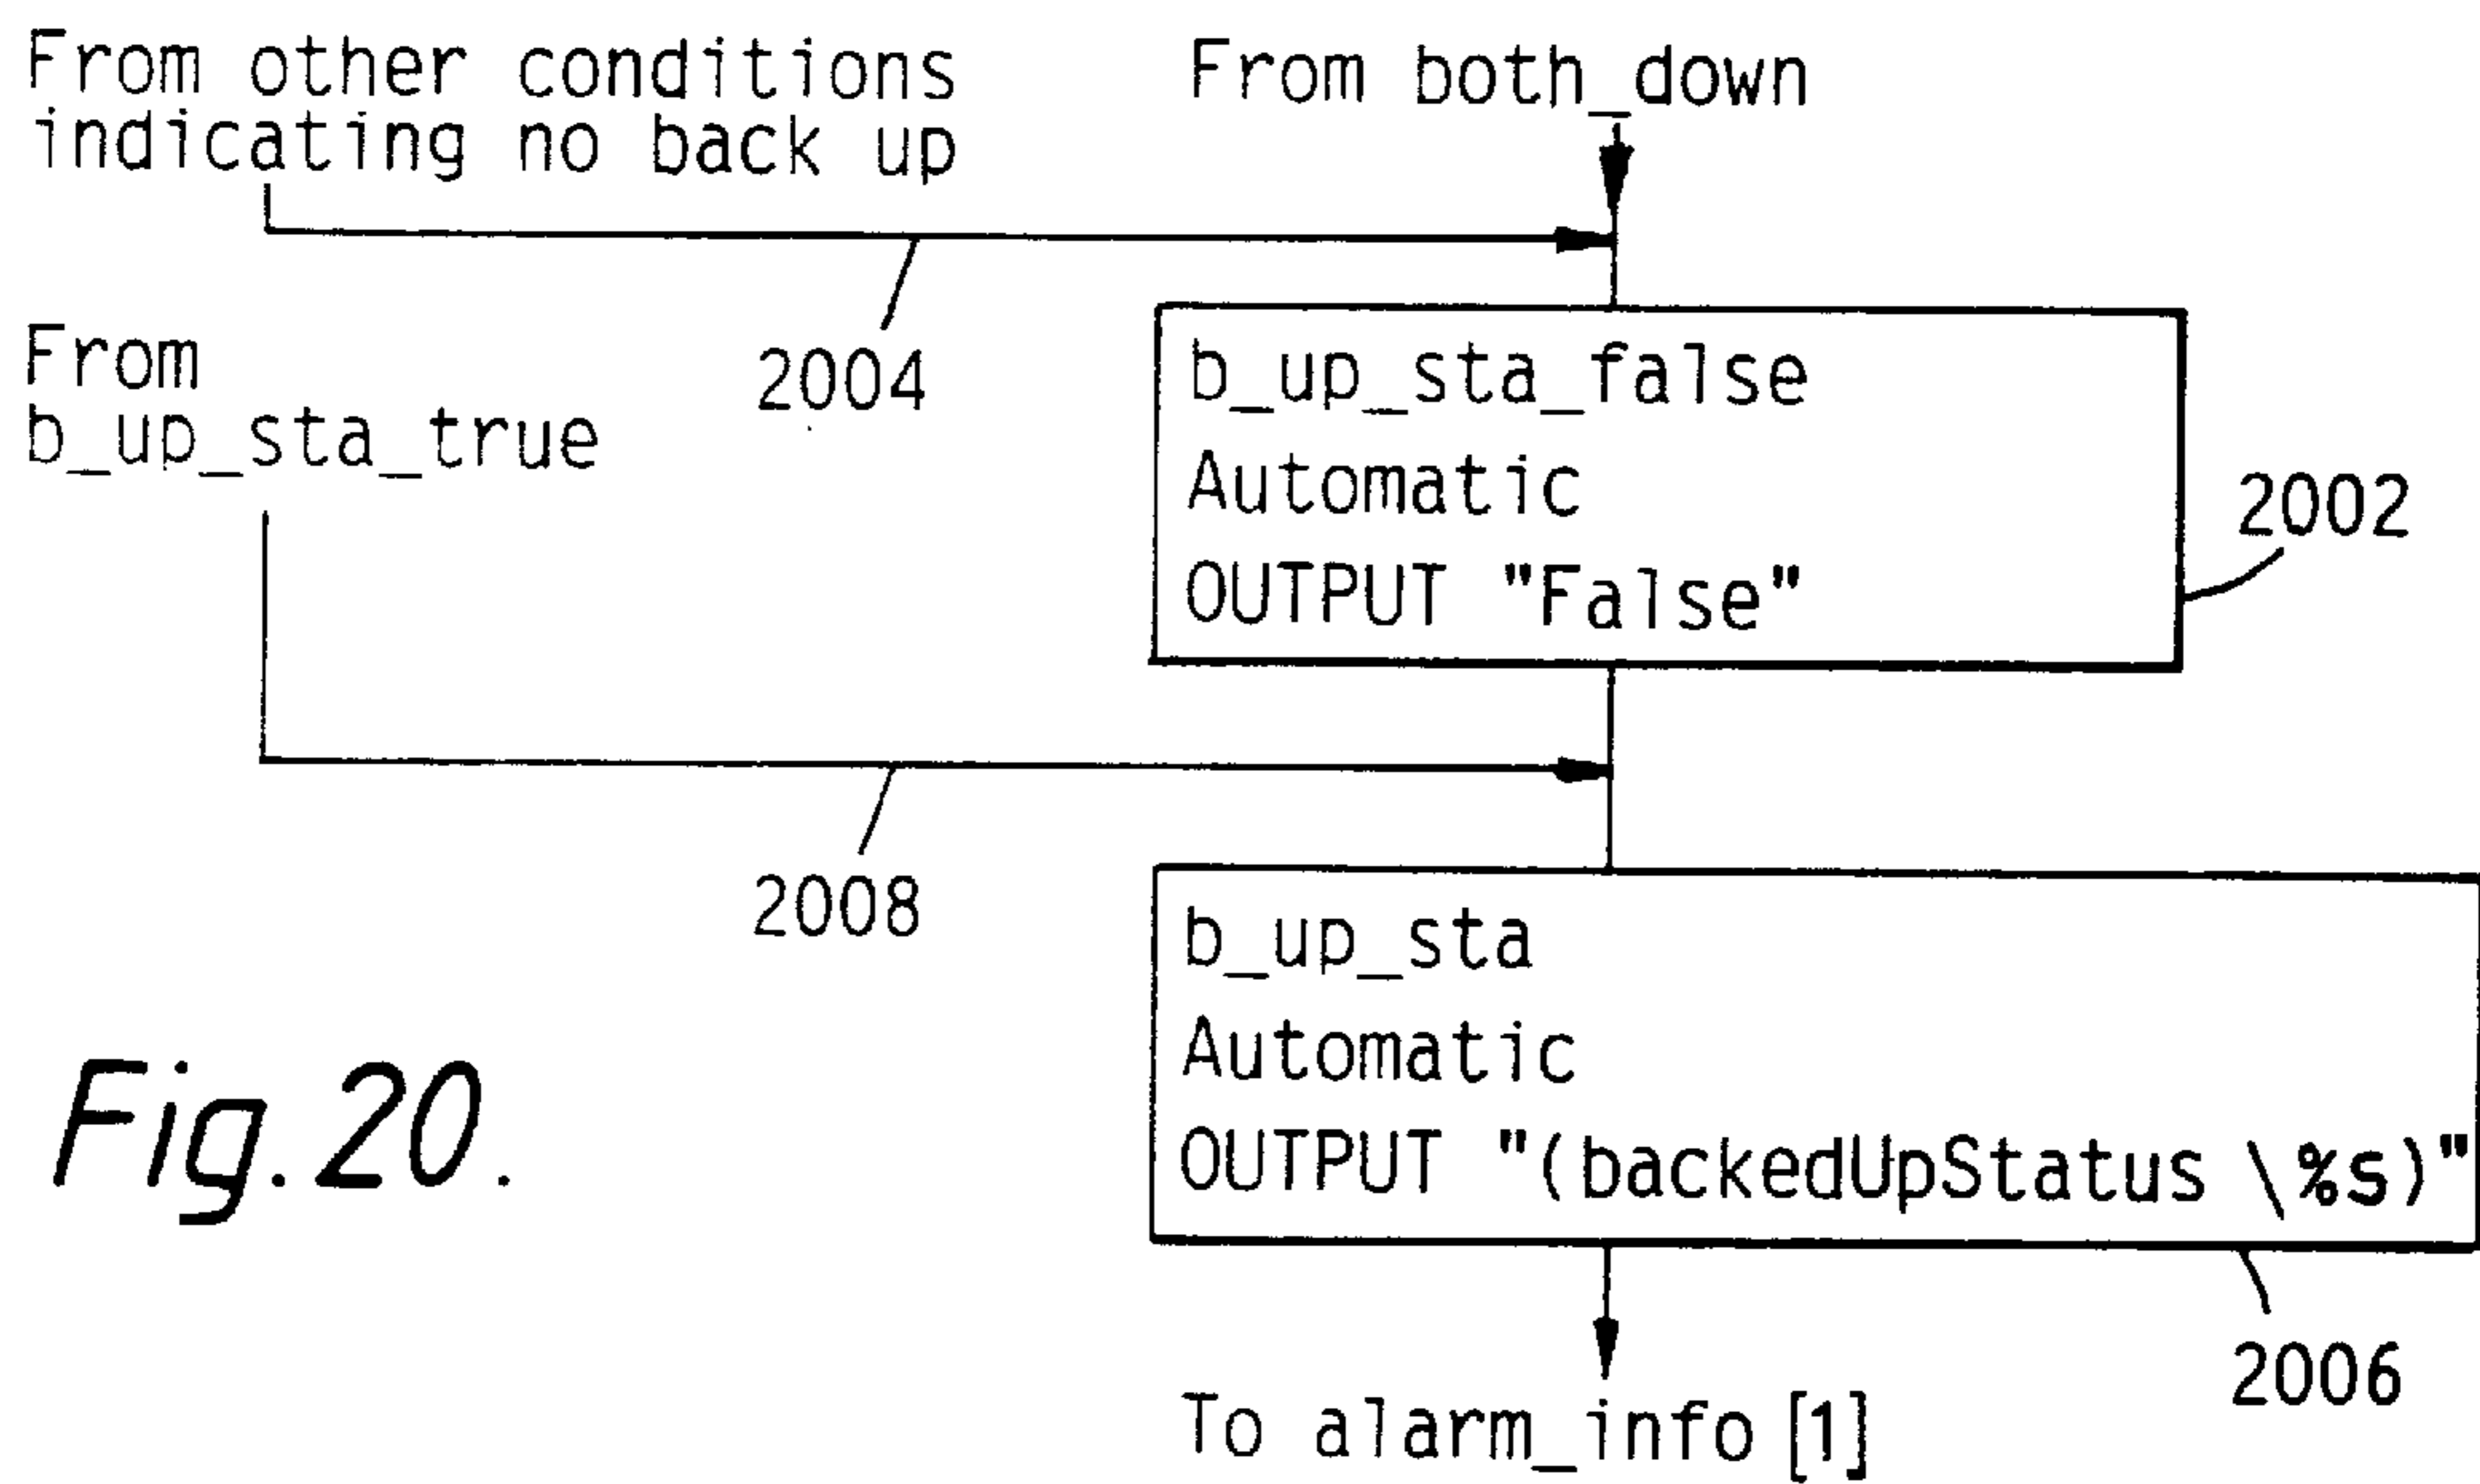 From other conditions
indicating no back up
From both_down
2004
From
b_up_sta_true
b_up_sta_false
Automatic
OUTPUT "False"
2002
2008
b_up_sta
Automatic
OUTPUT "(backedUpStatus \%s)"
2006
To alarm_info [1]
Fig.20.